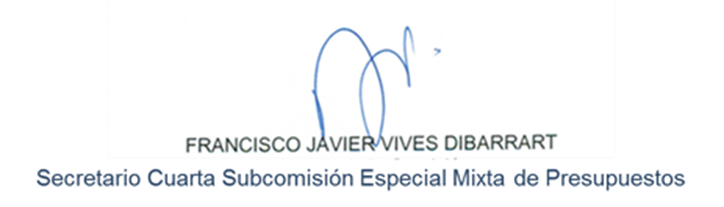 FRANCISCO JAVIER VIVES DIBARRART
Secretario Cuarta Subcomisión Especial Mixta de Presupuestos